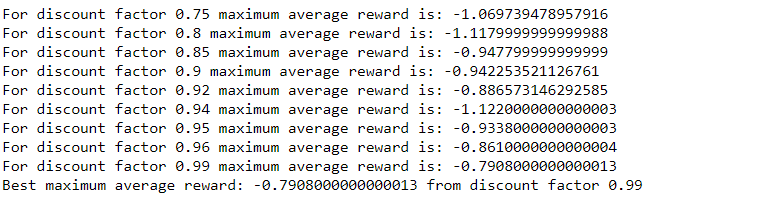 For discount factor 0.75 maximum average reward is: -1.069739478957916
For discount factor 0.8 maximum average reward is: -1.1179999999999988
For discount factor 0.85 maximum average reward is: -0.947799999999999
For discount factor 0.9 maximum average reward is: -0.942253521126761
For discount factor 0.92 maximum average reward is: -0.886573146292585
For discount factor 0.94 maximum average reward is: -1.1220000000000003
For discount factor 0.95 maximum average reward is: -0.9338000000000003
For discount factor 0.96 maximum average reward is: -0.8610000000000004
For discount factor 0.99 maximum average reward is: -0.7908000000000013
Best maximum average reward: -0.7908000000000013 from discount factor 0.99